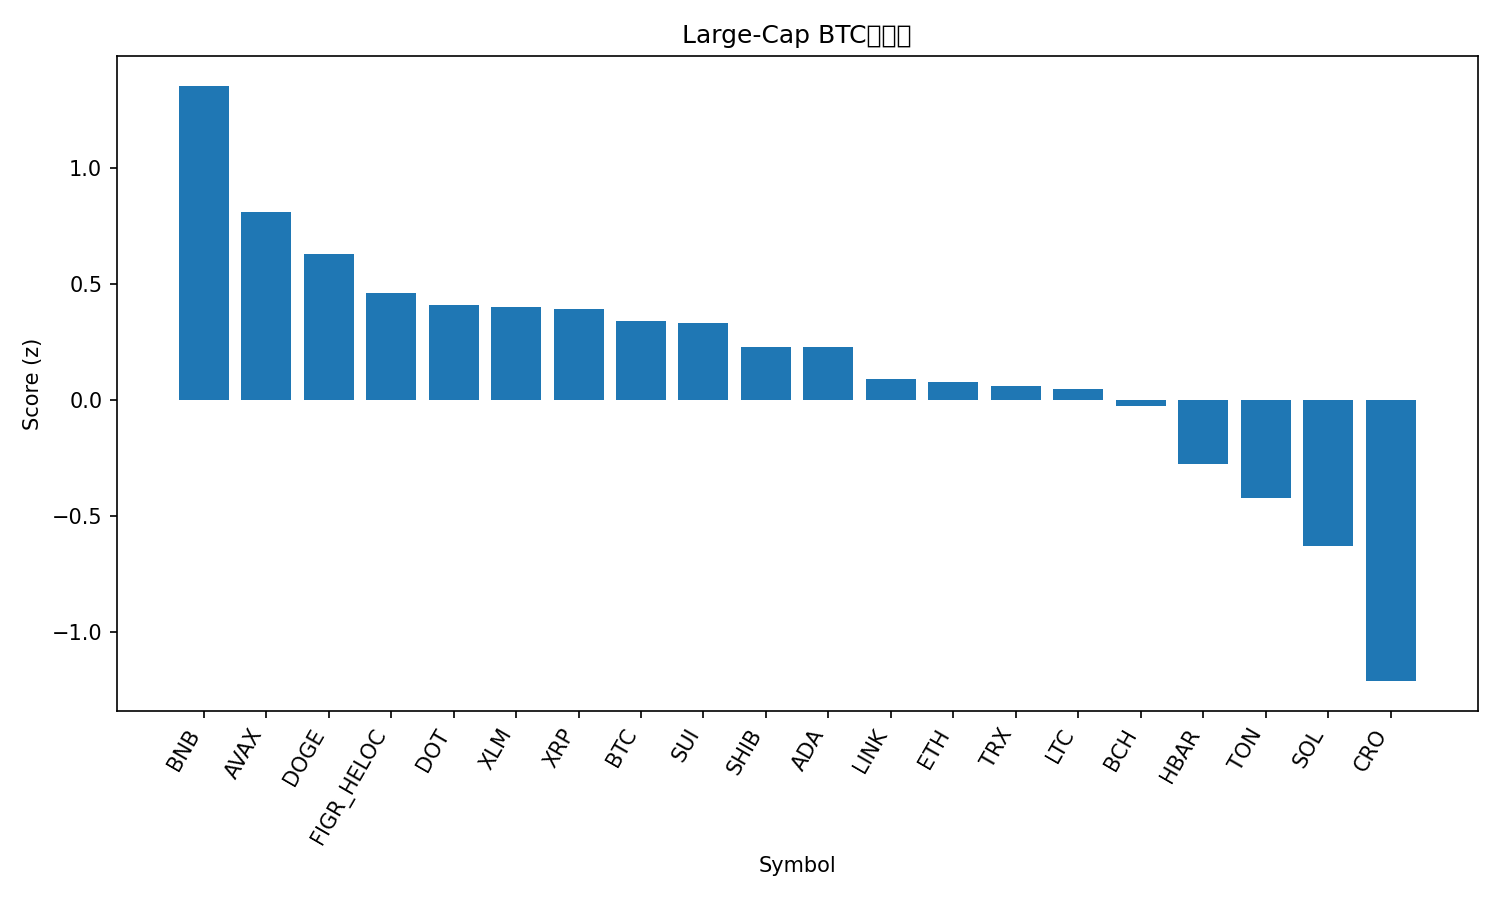 Large-Cap BTC
Score (z)
1.0
0.5
0.0
−0.5
−1.0
BNB
AVAX
DOGE
FIGR_HELOC
DOT
XLM
XRP
BTC
SUI
SHIB
ADA
LINK
ETH
TRX
LTC
BCH
HBAR
TON
SOL
CRO
Symbol